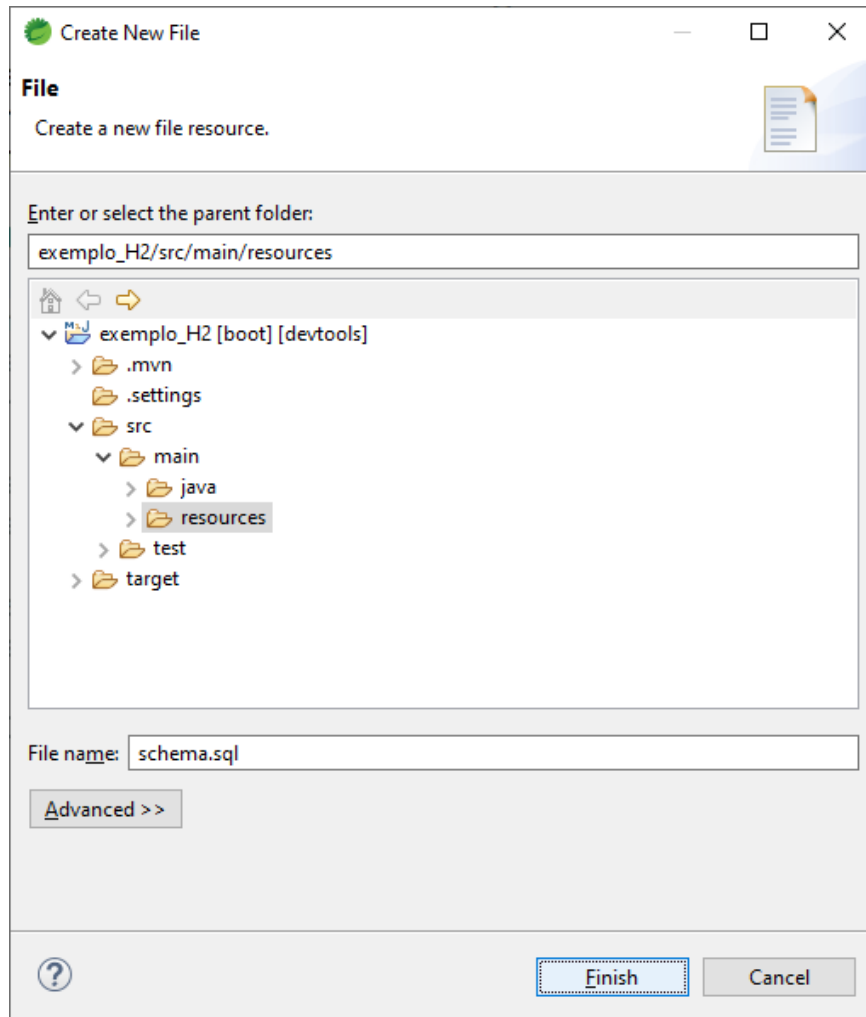 Create New File
File
Create a new file resource.
Enter or select the parent folder:
exemplo_H2/src/main/resources
exemplo_H2 [boot] [devtools]
.mvn
.settings
src
main
java
resources
test
target
File name: schema.sql
Advanced >>
Finish Cancel